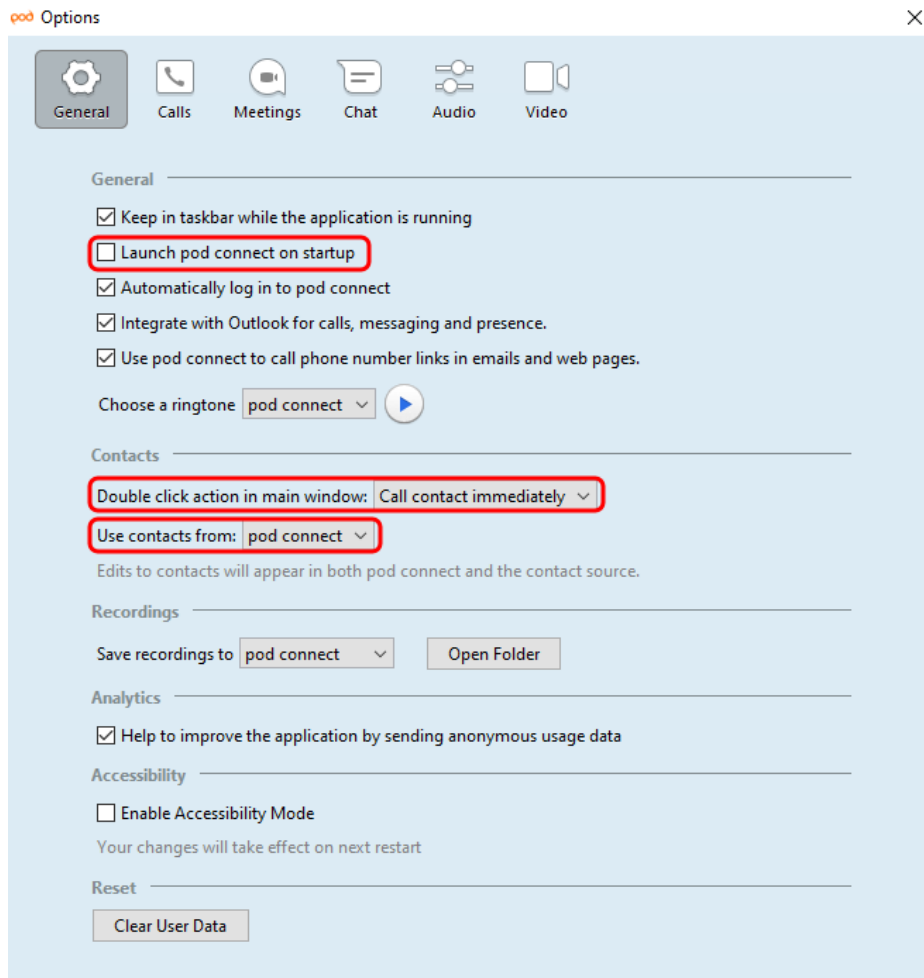 pod Options
General Calls Meetings Chat Audio Video
General
Keep in taskbar while the application is running
Launch pod connect on startup
Automatically log in to pod connect
Integrate with Outlook for calls, messaging and presence.
Use pod connect to call phone number links in emails and web pages.
Choose a ringtone pod connect
Contacts
Double click action in main window: Call contact immediately
Use contacts from: pod connect
Edits to contacts will appear in both pod connect and the contact source.
Recordings
Save recordings to pod connect Open Folder
Analytics
Help to improve the application by sending anonymous usage data
Accessibility
Enable Accessibility Mode
Your changes will take effect on next restart
Reset
Clear User Data